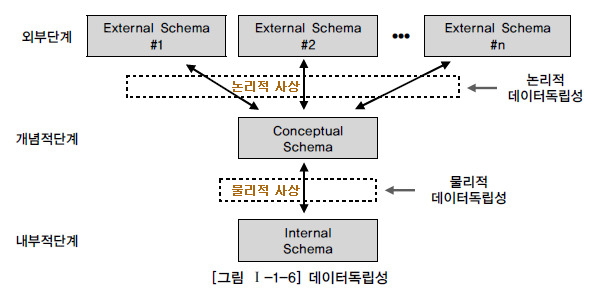 외부단계
External Schema
#1
External Schema
#2
•••
External Schema
#n
논리적 사상
논리적
데이터독립성
개념적단계
Conceptual
Schema
물리적 사상
물리적
데이터독립성
내부적단계
Internal
Schema
[그림 Ⅰ-1-6] 데이터독립성